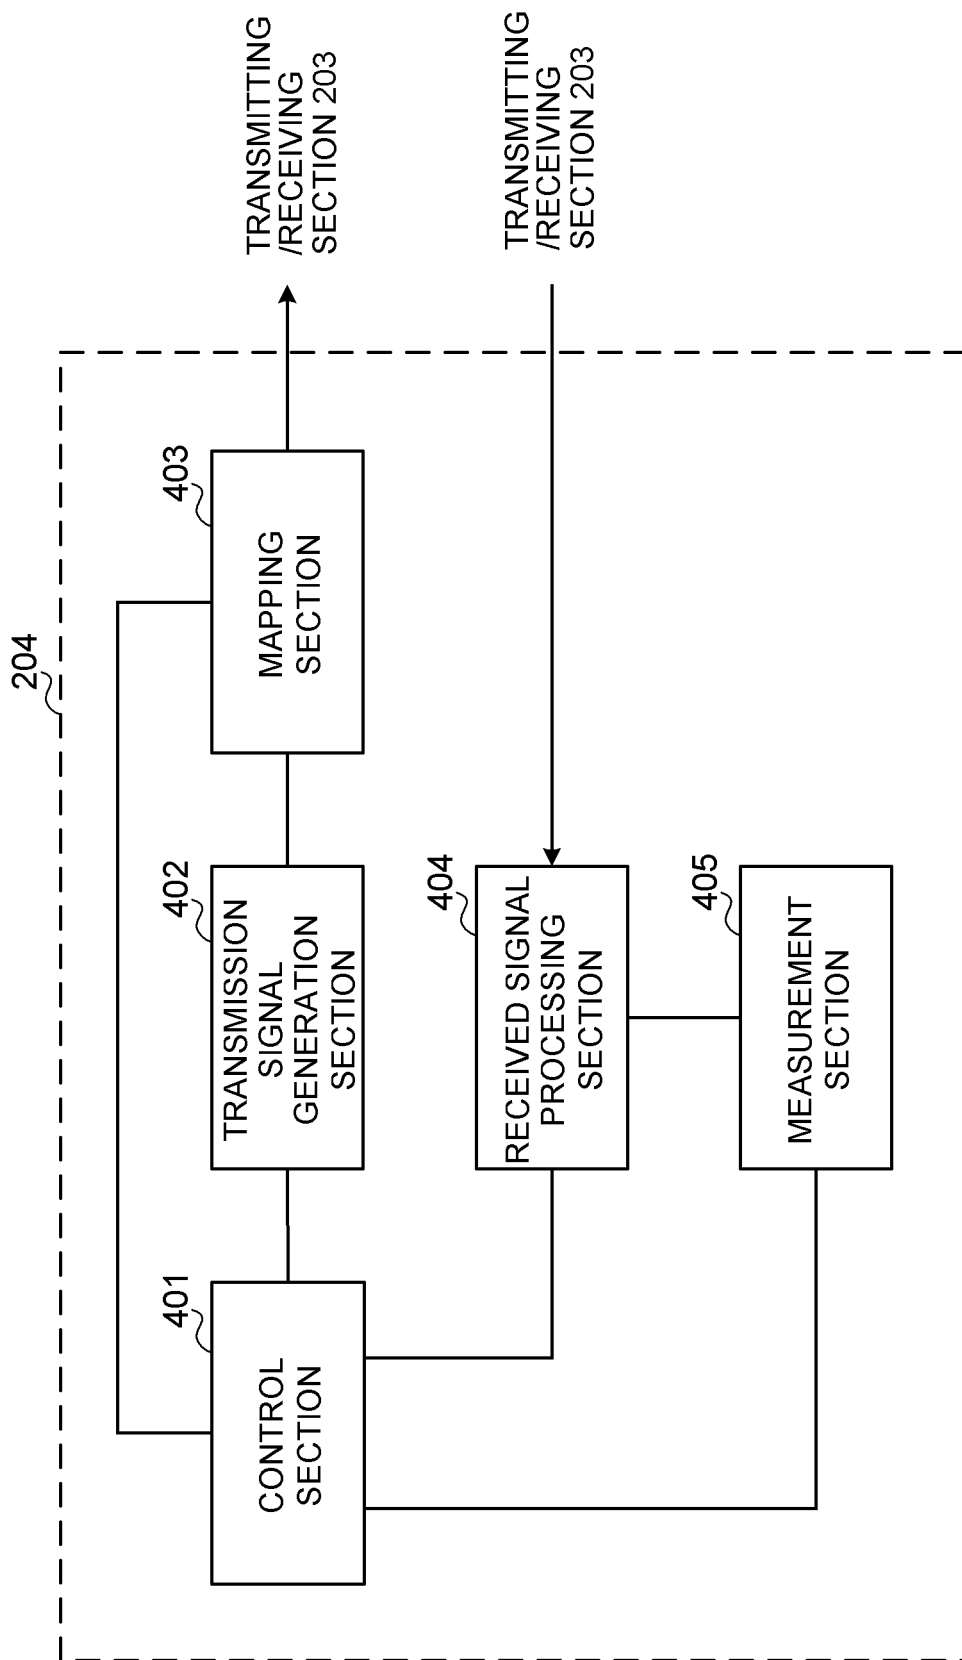 204
401
CONTROL
SECTION
402
TRANSMISSION
SIGNAL
GENERATION
SECTION
403
MAPPING
SECTION
TRANSMITTING
/RECEIVING
SECTION 203
404
RECEIVED SIGNAL
PROCESSING
SECTION
TRANSMITTING
/RECEIVING
SECTION 203
405
MEASUREMENT
SECTION